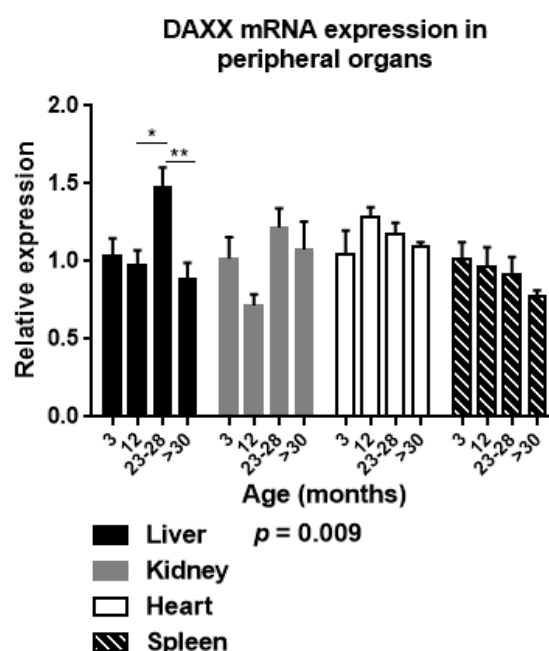 DAXX mRNA expression in
peripheral organs
2.0
1.5
1.0
0.5
0.0
Relative expression
*
**
3
12
23-28
>30
3
12
23-28
>30
3
12
23-28
>30
3
12
23-28
>30
Age (months)
Liver p = 0.009
Kidney
Heart
Spleen